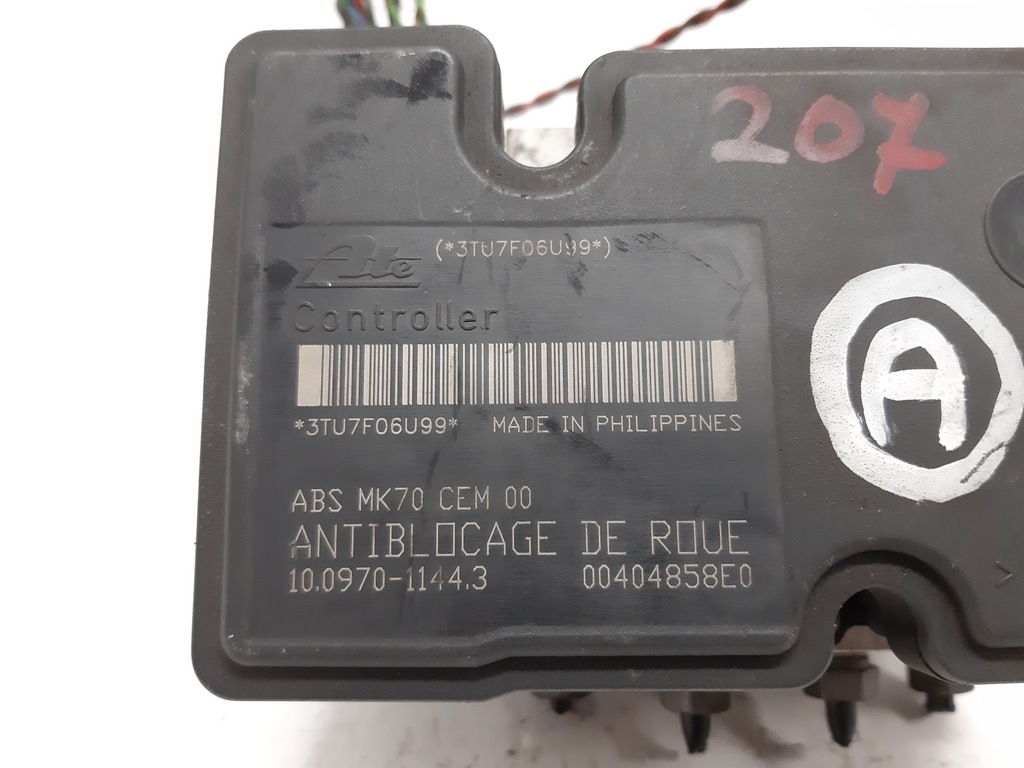 207
Ate (*3TU7F06U99*)
Controller
A
*3TU7F06U99* MADE IN PHILIPPINES
ABS MK70 CEM 00
ANTIBLOCAGE DE ROUE
10.0970-1144.3 00404858E0